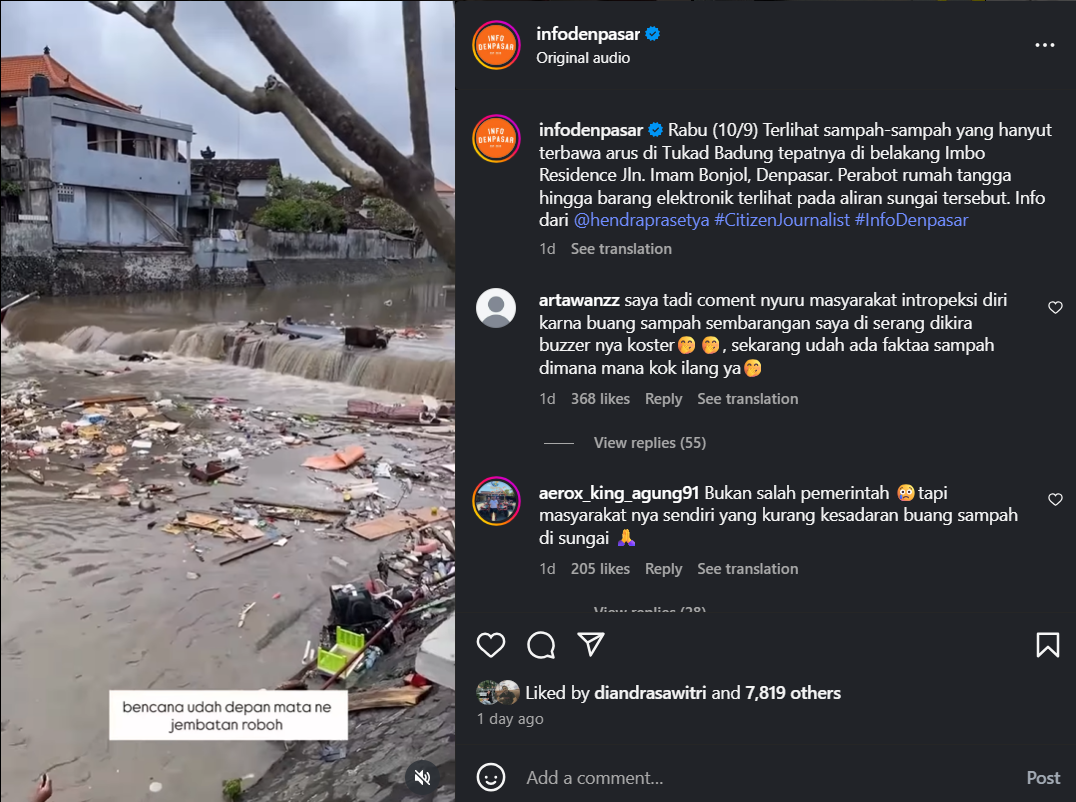 infodenpasar
Original audio
INFO
DENPASAR
infodenpasar Rabu (10/9) Terlihat sampah-sampah yang hanyut
terbawa arus di Tukad Badung tepatnya di belakang Imbo
Residence Jln. Imam Bonjol, Denpasar. Perabot rumah tangga
hingga barang elektronik terlihat pada aliran sungai tersebut. Info
dari @hendraprasetya #CitizenJournalist #InfoDenpasar
1d See translation
artawanzz saya tadi coment nyuru masyarakat intropeksi diri
karna buang sampah sembarangan saya di serang dikira
buzzer nya koster🤭 🤭 , sekarang udah ada faktaa sampah
dimana mana kok ilang ya🤭
1d 368 likes Reply See translation
View replies (55)
aerox_king_agung91 Bukan salah pemerintah 😢tapi
masyarakat nya sendiri yang kurang kesadaran buang sampah
di sungai 🙏
1d 205 likes Reply See translation
View replies (28)
Liked by diandrasawitri and 7,819 others
1 day ago
Add a comment...
Post
bencana udah depan mata ne
jembatan roboh